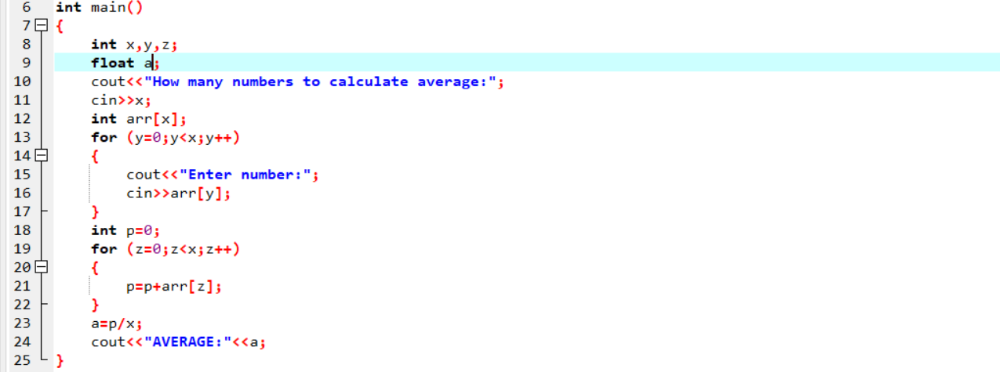 6 int main()
7 {
8 int x,y,z;
9 float a;
10 cout<<"How many numbers to calculate average:";
11 cin>>x;
12 int arr[x];
13 for (y=0;y<x;y++)
14 {
15 cout<<"Enter number:";
16 cin>>arr[y];
17 }
18 int p=0;
19 for (z=0;z<x;z++)
20 {
21 p=p+arr[z];
22 }
23 a=p/x;
24 cout<<"AVERAGE:"<<a;
25 }